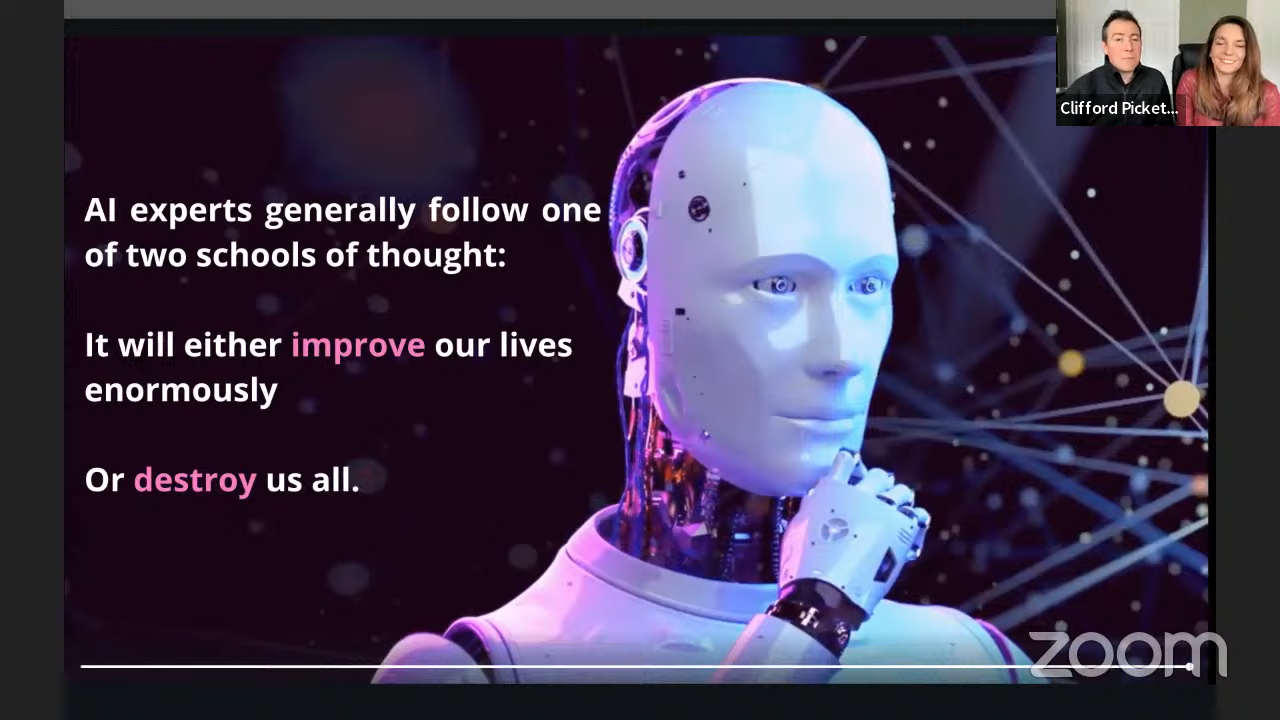 Clifford Picket...
AI experts generally follow one
of two schools of thought:
It will either improve our lives
enormously
Or destroy us all.
zoom